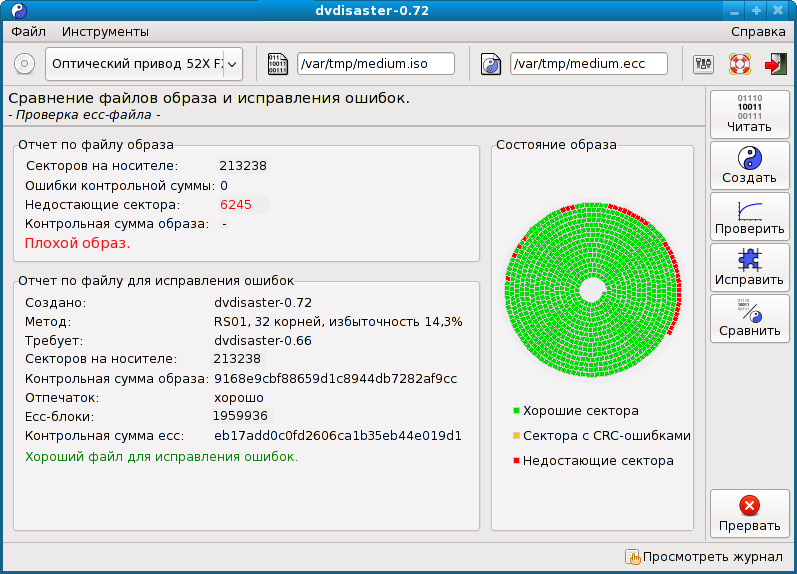 dvdisaster-0.72
Файл Инструменты Справка
Оптический привод 52X F
/var/tmp/medium.iso
/var/tmp/medium.ecc
Сравнение файлов образа и исправления ошибок.
- Проверка ecc-файла -
Отчет по файлу образа
Секторов на носителе: 213238
Ошибки контрольной суммы: 0
Недостающие сектора: 6245
Контрольная сумма образа: -
Плохой образ.
Отчет по файлу для исправления ошибок
Создано: dvdisaster-0.72
Метод: RS01, 32 корней, избыточность 14,3%
Требует: dvdisaster-0.66
Секторов на носителе: 213238
Контрольная сумма образа: 9168e9cbf88659d1c8944db7282af9cc
Отпечаток: хорошо
Ecc-блоки: 1959936
Контрольная сумма ecc: eb17add0c0fd2606ca1b35eb44e019d1
Хороший файл для исправления ошибок.
Состояние образа
Хорошие сектора
Сектора с CRC-ошибками
Недостающие сектора
01110
10011
00111
Читать
Создать
Проверить
Исправить
Сравнить
Прервать
Просмотреть журнал